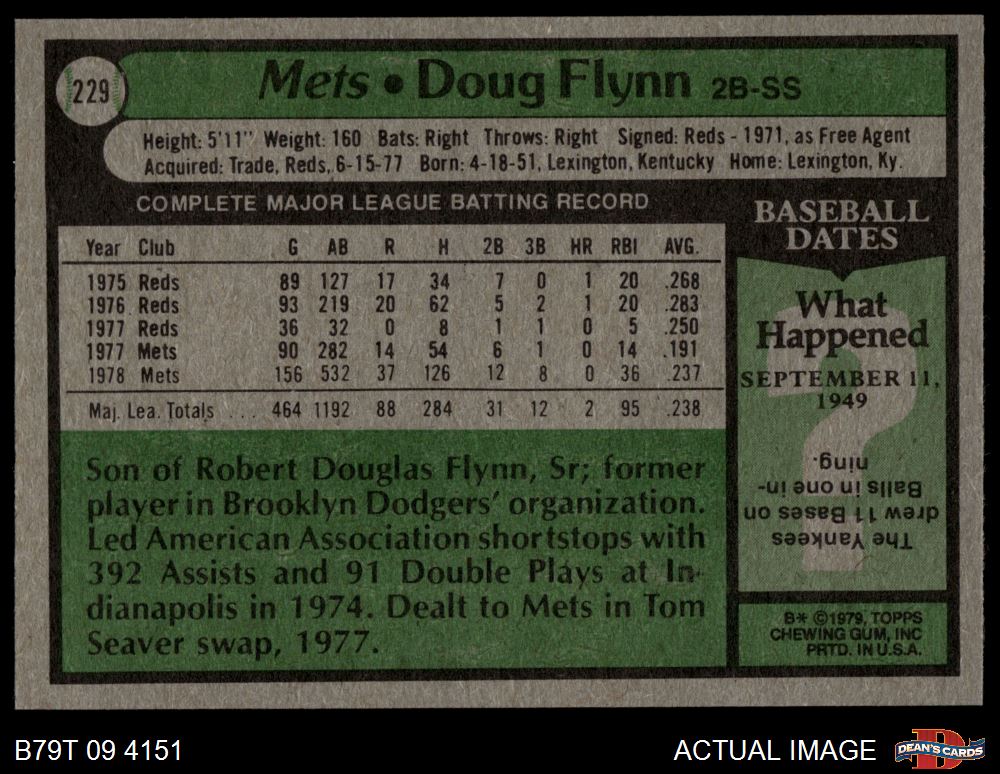 229
Mets • Doug Flynn 2B-SS
Height: 5'11" Weight: 160 Bats: Right Throws: Right Signed: Reds - 1971, as Free Agent
Acquired: Trade, Reds, 6-15-77 Born: 4-18-51, Lexington, Kentucky Home: Lexington, Ky.
COMPLETE MAJOR LEAGUE BATTING RECORD
Year Club G AB R H 2B 3B HR RBI AVG.
1975 Reds 89 127 17 34 7 0 1 20 .268
1976 Reds 93 219 20 62 5 2 1 20 .283
1977 Reds 36 32 0 8 1 1 0 5 .250
1977 Mets 90 282 14 54 6 1 0 14 .191
1978 Mets 156 532 37 126 12 8 0 36 .237
Maj. Lea. Totals ... 464 1192 88 284 31 12 2 95 .238
Son of Robert Douglas Flynn, Sr; former
player in Brooklyn Dodgers' organization.
Led American Association shortstops with
392 Assists and 91 Double Plays at In-
dianapolis in 1974. Dealt to Mets in Tom
Seaver swap, 1977.
BASEBALL
DATES
What
Happened
SEPTEMBER 11,
1949
The Yankees
drew 11 Bases on
Balls in one in-
ning.
B* ©1979, TOPPS
CHEWING GUM, INC
PRTD. IN U.S.A.
B79T 09 4151
ACTUAL IMAGE
D
DEAN'S CARDS